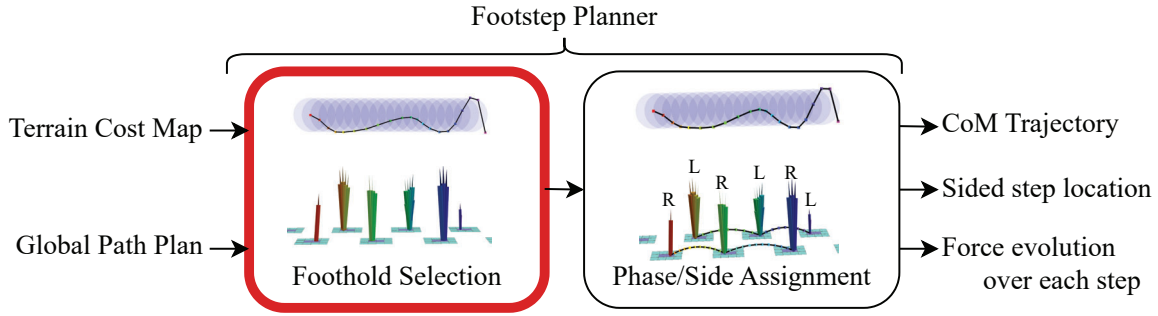 Footstep Planner
Terrain Cost Map
Global Path Plan
Foothold Selection
R
L
R
L
R
L
Phase/Side Assignment
CoM Trajectory
Sided step location
Force evolution
over each step